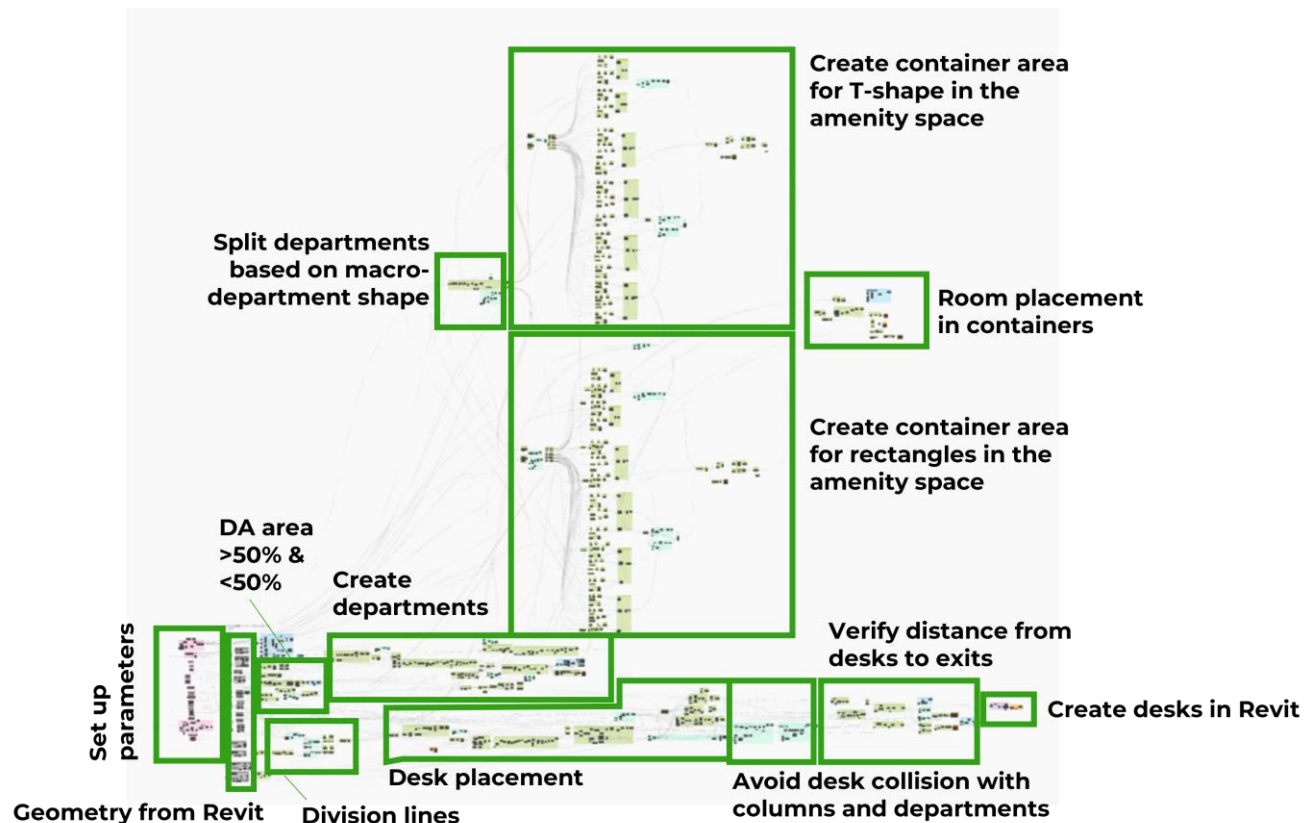 Create container area
for T-shape in the
amenity space
Split departments
based on macro-
department shape
Room placement
in containers
Create container area
for rectangles in the
amenity space
DA area
>50% &
<50%
Create
departments
Verify distance from
desks to exits
Set up
parameters
Create desks in Revit
Desk placement
Avoid desk collision with
columns and departments
Geometry from Revit
Division lines